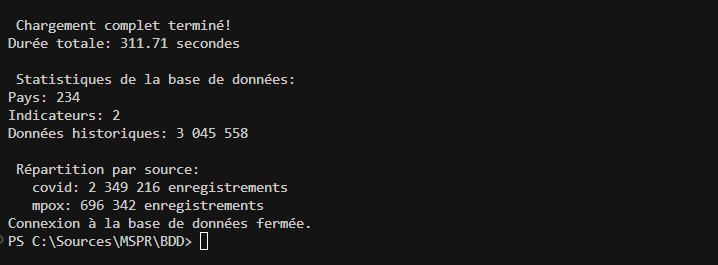 Chargement complet terminé!
Durée totale: 311.71 secondes
Statistiques de la base de données:
Pays: 234
Indicateurs: 2
Données historiques: 3 045 558
Répartition par source:
covid: 2 349 216 enregistrements
mpox: 696 342 enregistrements
Connexion à la base de données fermée.
PS C:\Sources\MSPR\BDD>